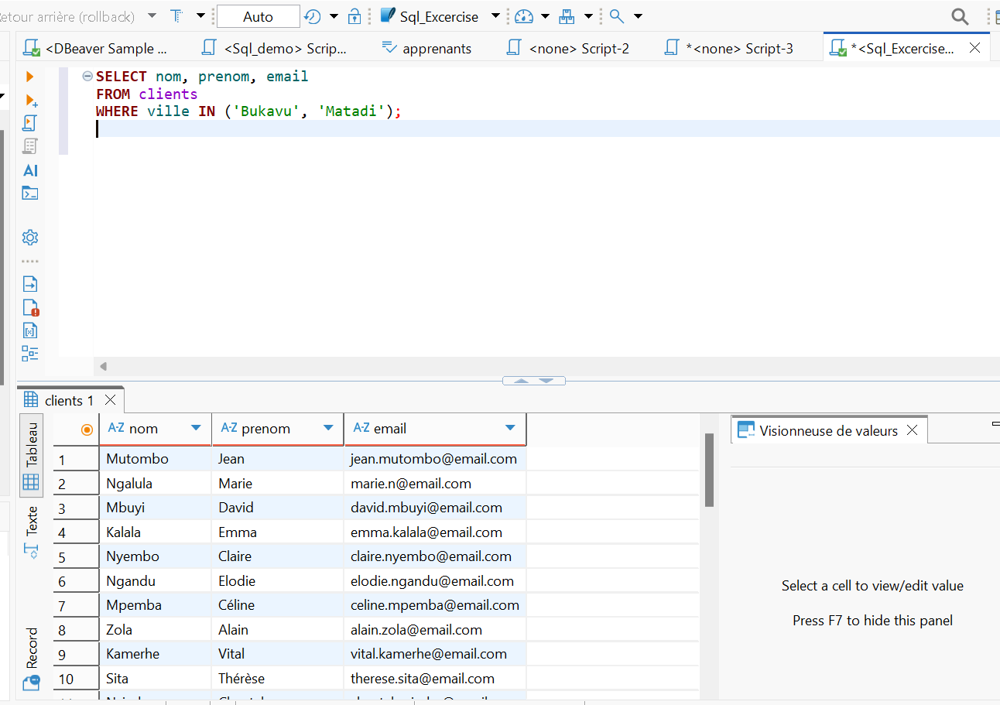 etour arrière (rollback) Auto Sql_Excercise
<DBeaver Sample ... <Sql_demo> Scrip... apprenants <none> Script-2 *<none> Script-3 *<Sql_Excercise...
SELECT nom, prenom, email
FROM clients
WHERE ville IN ('Bukavu', 'Matadi');
AI
clients 1
Tableau
Texte
Record
A-Z nom A-Z prenom A-Z email
1 Mutombo Jean jean.mutombo@email.com
2 Ngalula Marie marie.n@email.com
3 Mbuyi David david.mbuyi@email.com
4 Kalala Emma emma.kalala@email.com
5 Nyembo Claire claire.nyembo@email.com
6 Ngandu Elodie elodie.ngandu@email.com
7 Mpemba Céline celine.mpemba@email.com
8 Zola Alain alain.zola@email.com
9 Kamerhe Vital vital.kamerhe@email.com
10 Sita Thérèse therese.sita@email.com
Visionneuse de valeurs
Select a cell to view/edit value
Press F7 to hide this panel